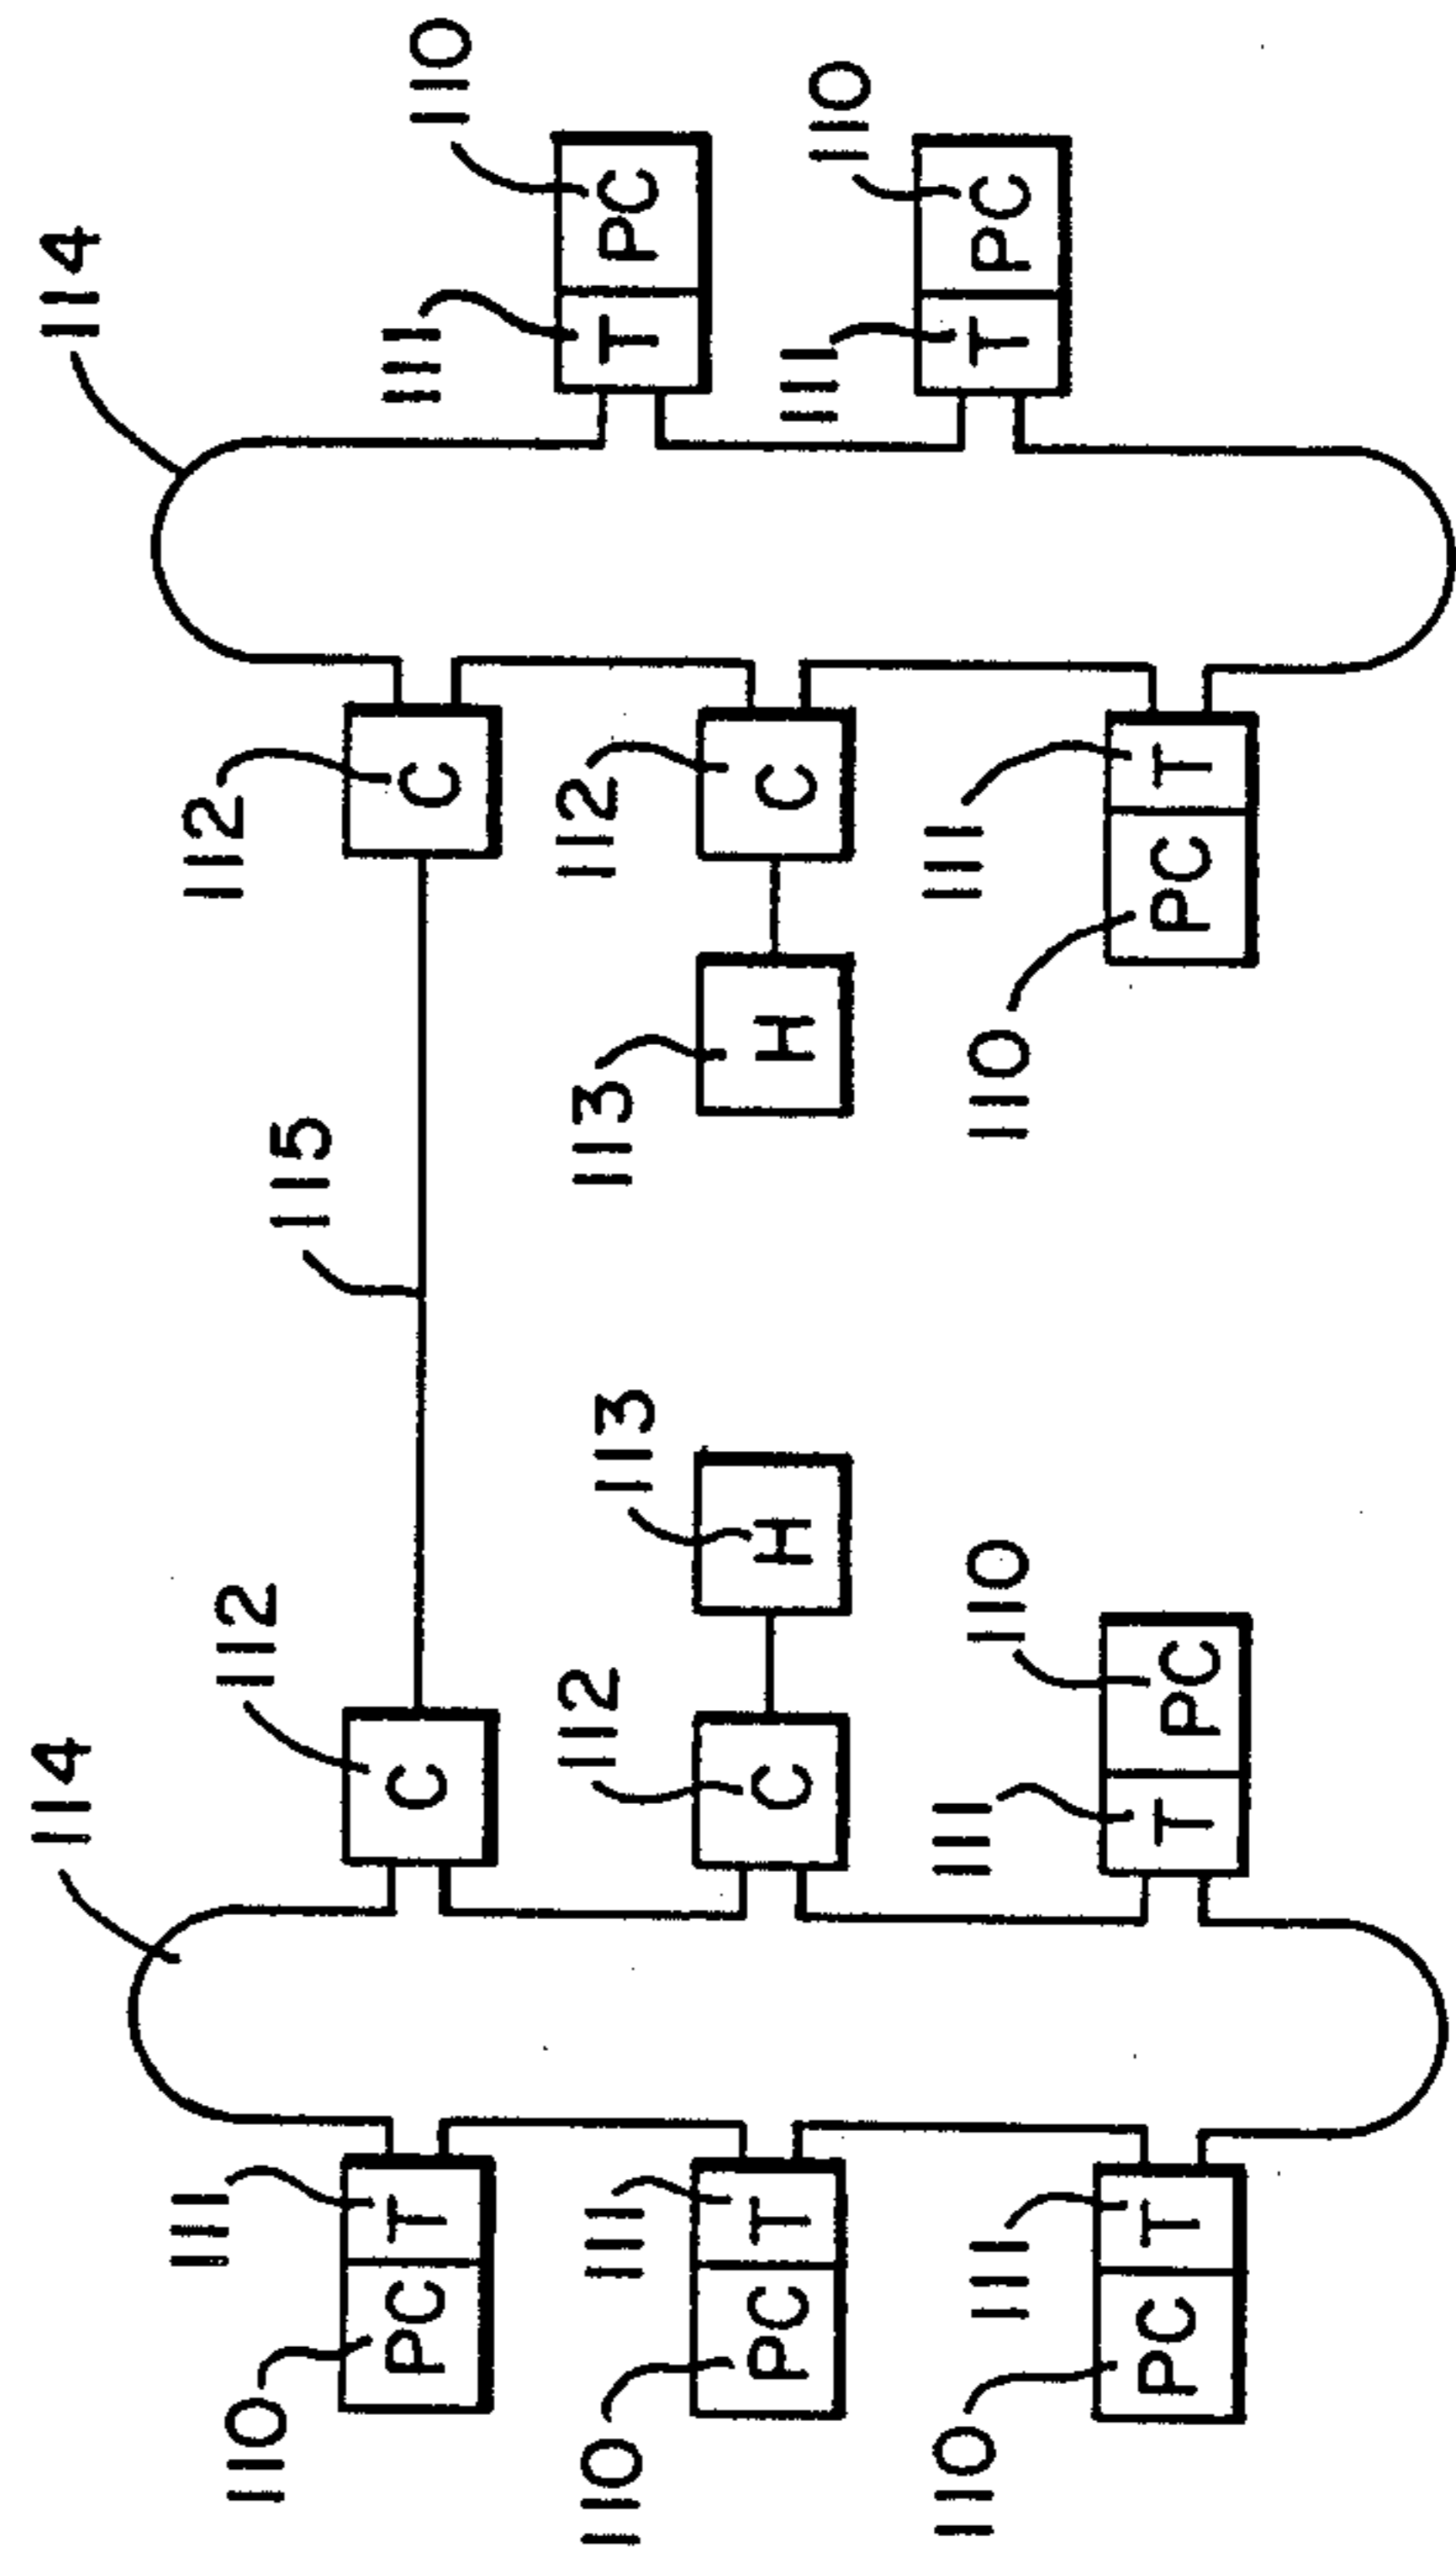 114 114
110 111 112 115 112
111 110
PC T C C
110 111 112 113 113 112 T PC
111 110
PC T C H H C
110 111 111 110 110 111 T PC
PC T T PC PC T